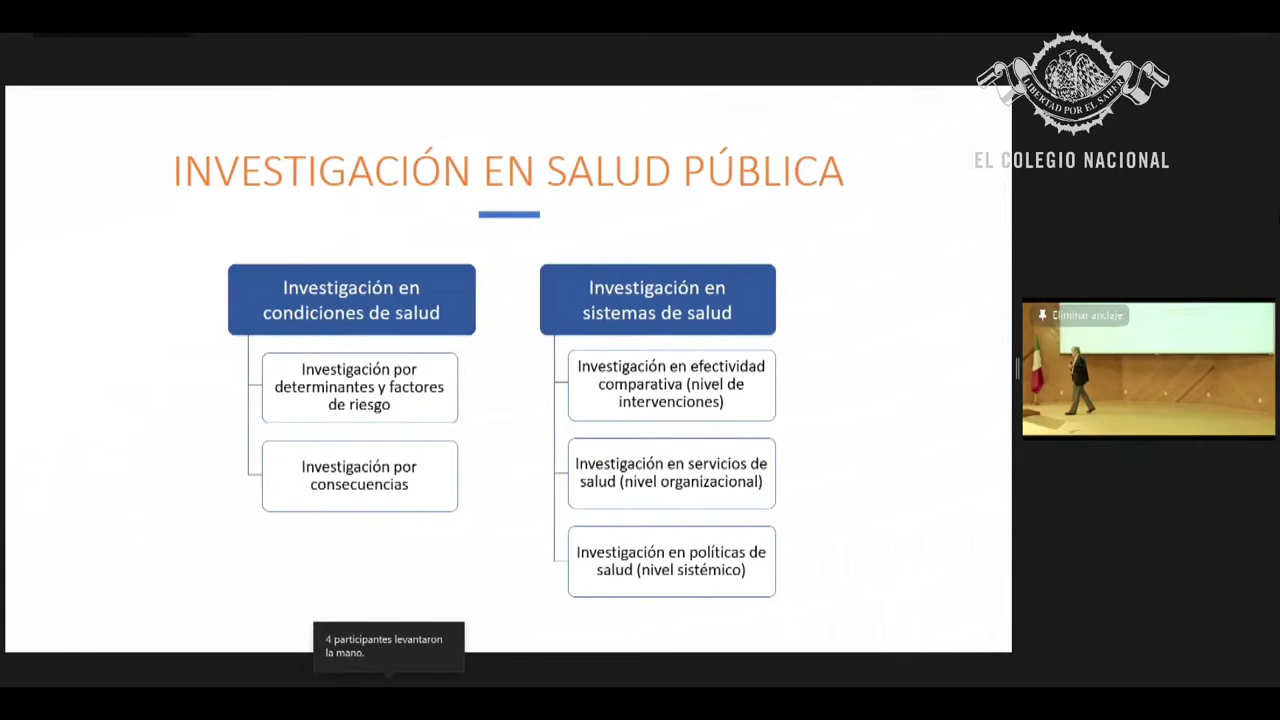 LIBERTAD POR EL SABER
EL COLEGIO NACIONAL
INVESTIGACIÓN EN SALUD PÚBLICA
Investigación en
condiciones de salud
Investigación por
determinantes y factores
de riesgo
Investigación por
consecuencias
Investigación en
sistemas de salud
Investigación en efectividad
comparativa (nivel de
intervenciones)
Investigación en servicios de
salud (nivel organizacional)
Investigación en políticas de
salud (nivel sistémico)
Eliminar anclaje
4 participantes levantaron
la mano.